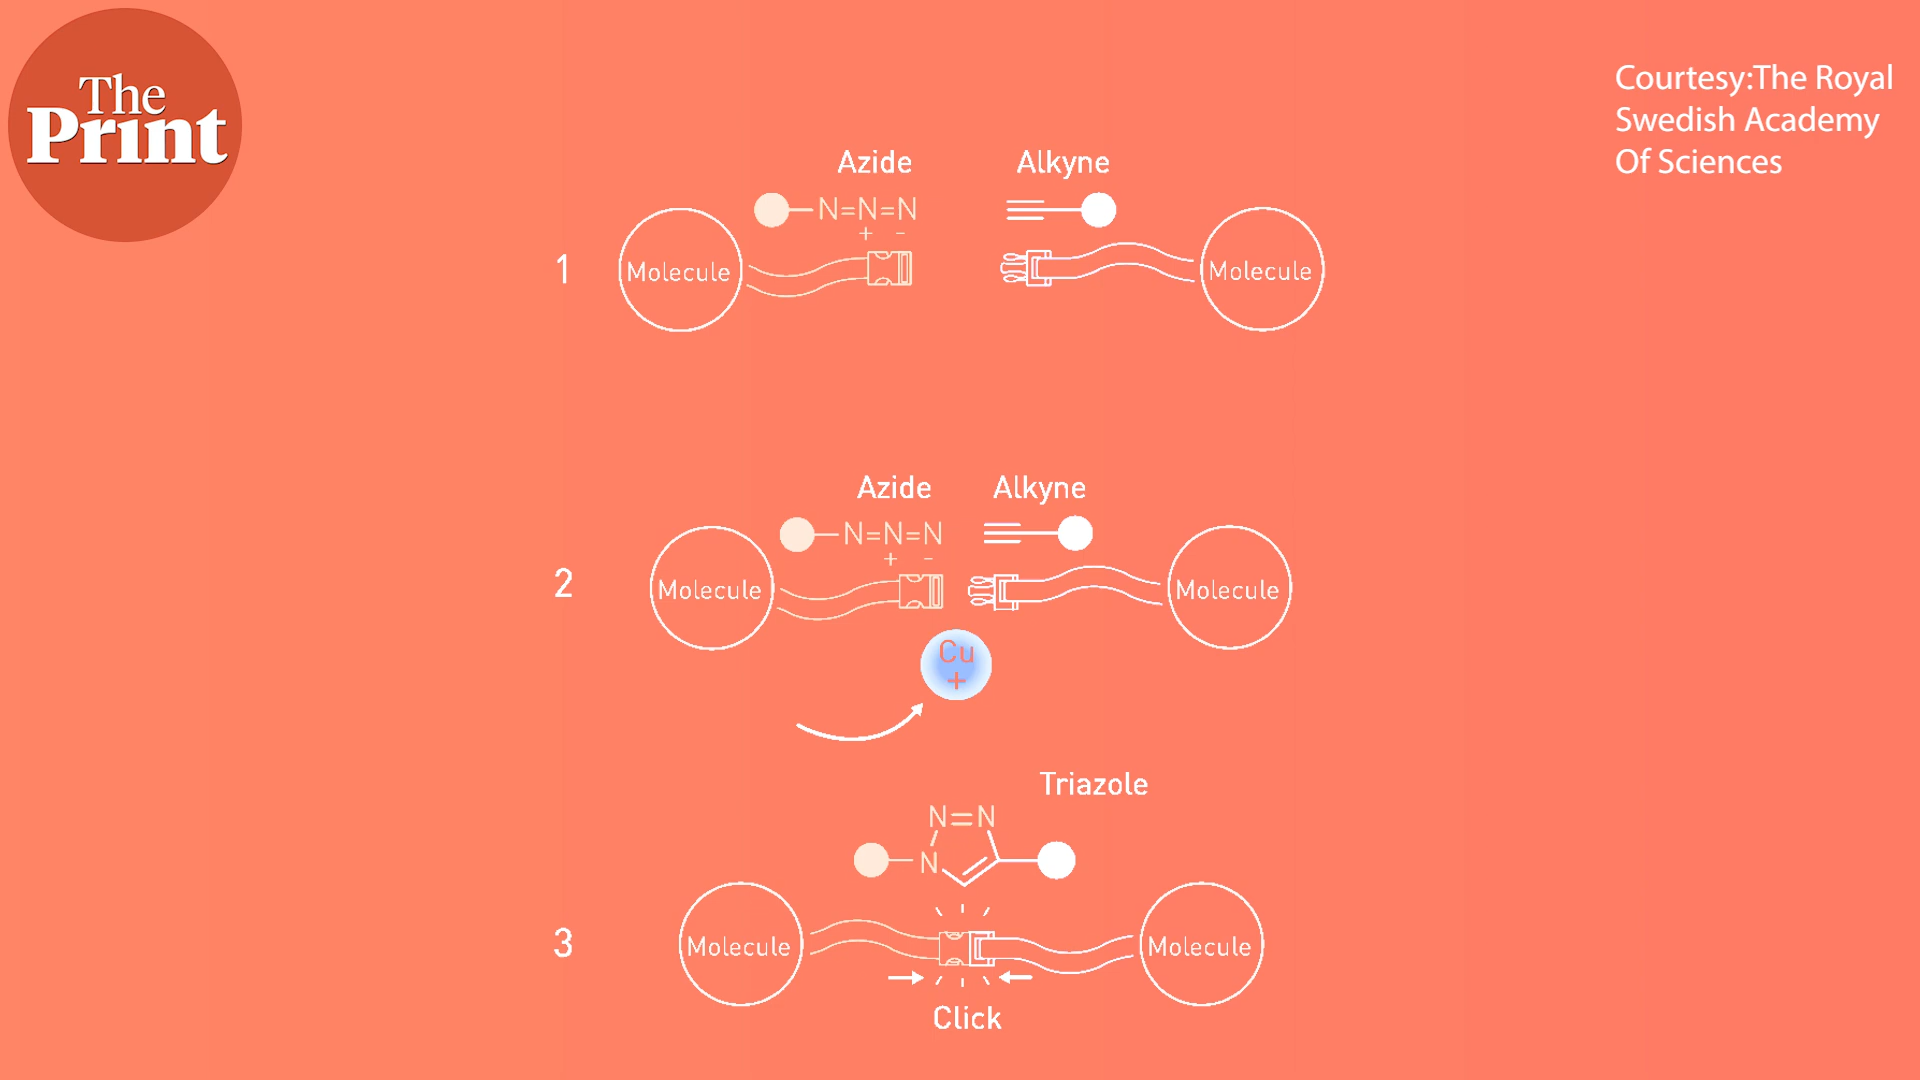 The
Print
Courtesy:The Royal
Swedish Academy
Of Sciences
Azide Alkyne
N=N=N
+ -
1 Molecule Molecule
Azide Alkyne
N=N=N
+ -
2 Molecule Molecule
Cu
+
Triazole
N=N
N
3 Molecule Molecule
Click